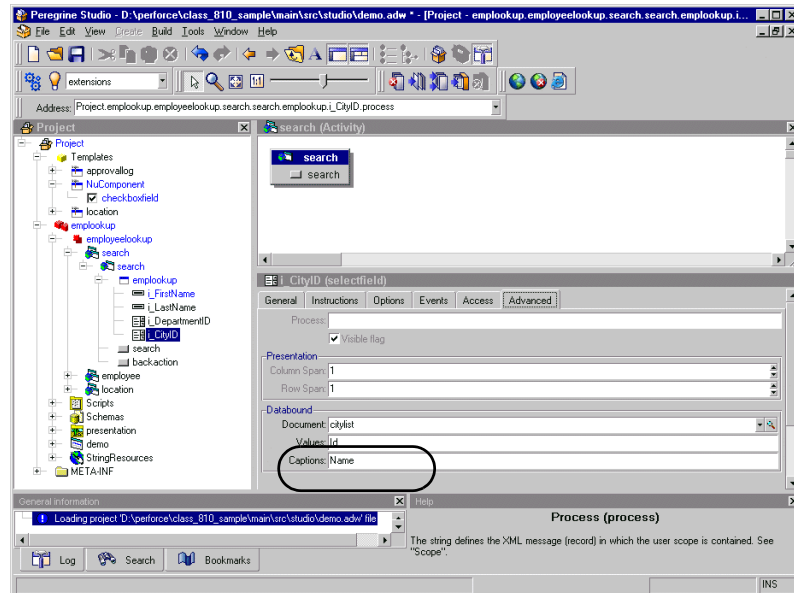 Peregrine Studio - D:\perforce\class_810_sample\main\src\studio\demo.adw * - [Project - emplookup.employeelookup.search.search.emplookup.i...
File Edit View Create Build Tools Window Help
extensions
1:1
Address: Project.emplookup.employeelookup.search.search.emplookup.i_CityID.process
Project
Project
Templates
approvallog
NuComponent
checkboxfield
location
emplookup
employeelookup
search
search
emplookup
i_FirstName
i_LastName
i_DepartmentID
i_CityID
search
backaction
employee
location
Scripts
Schemas
presentation
demo
StringResources
META-INF
search (Activity)
search
search
i_CityID (selectfield)
General Instructions Options Events Access Advanced
Process:
Visible flag
Presentation
Column Span: 1
Row Span: 1
Databound
Document: citylist
Values: Id
Captions: Name
General information
! Loading project 'D:\perforce\class_810_sample\main\src\studio\demo.adw' file
Log Search Bookmarks
Help
Process (process)
The string defines the XML message (record) in which the user scope is contained. See
"Scope".
INS